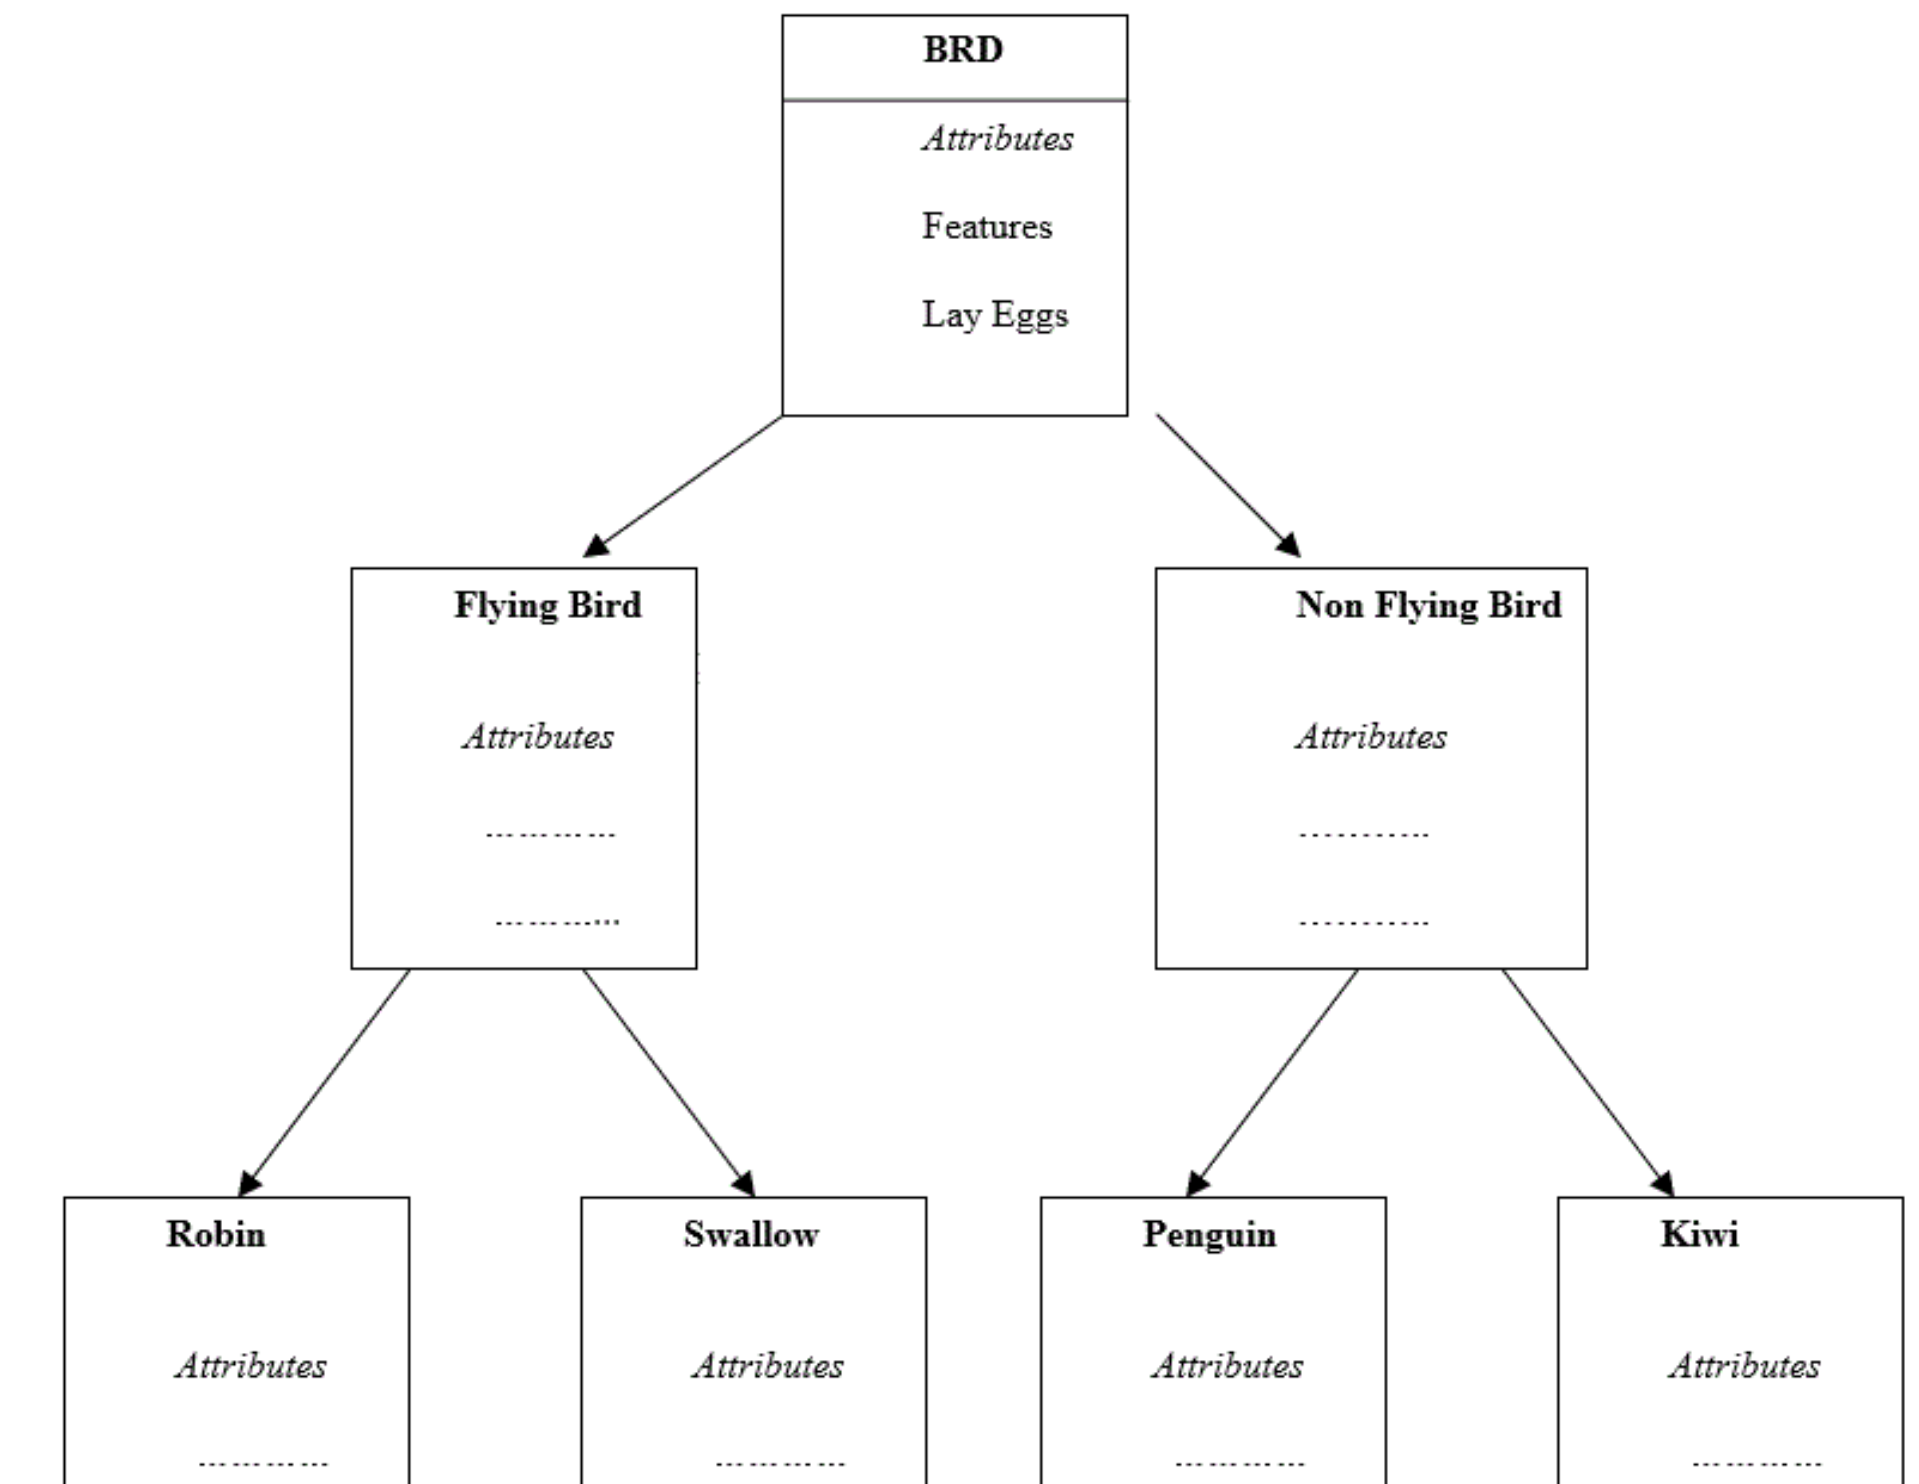 BRD
Attributes
Features
Lay Eggs
Flying Bird
Non Flying Bird
Attributes
Attributes
…………
………...
………..
………..
Robin
Swallow
Penguin
Kiwi
Attributes
Attributes
Attributes
Attributes
…………
…………
…………
…………